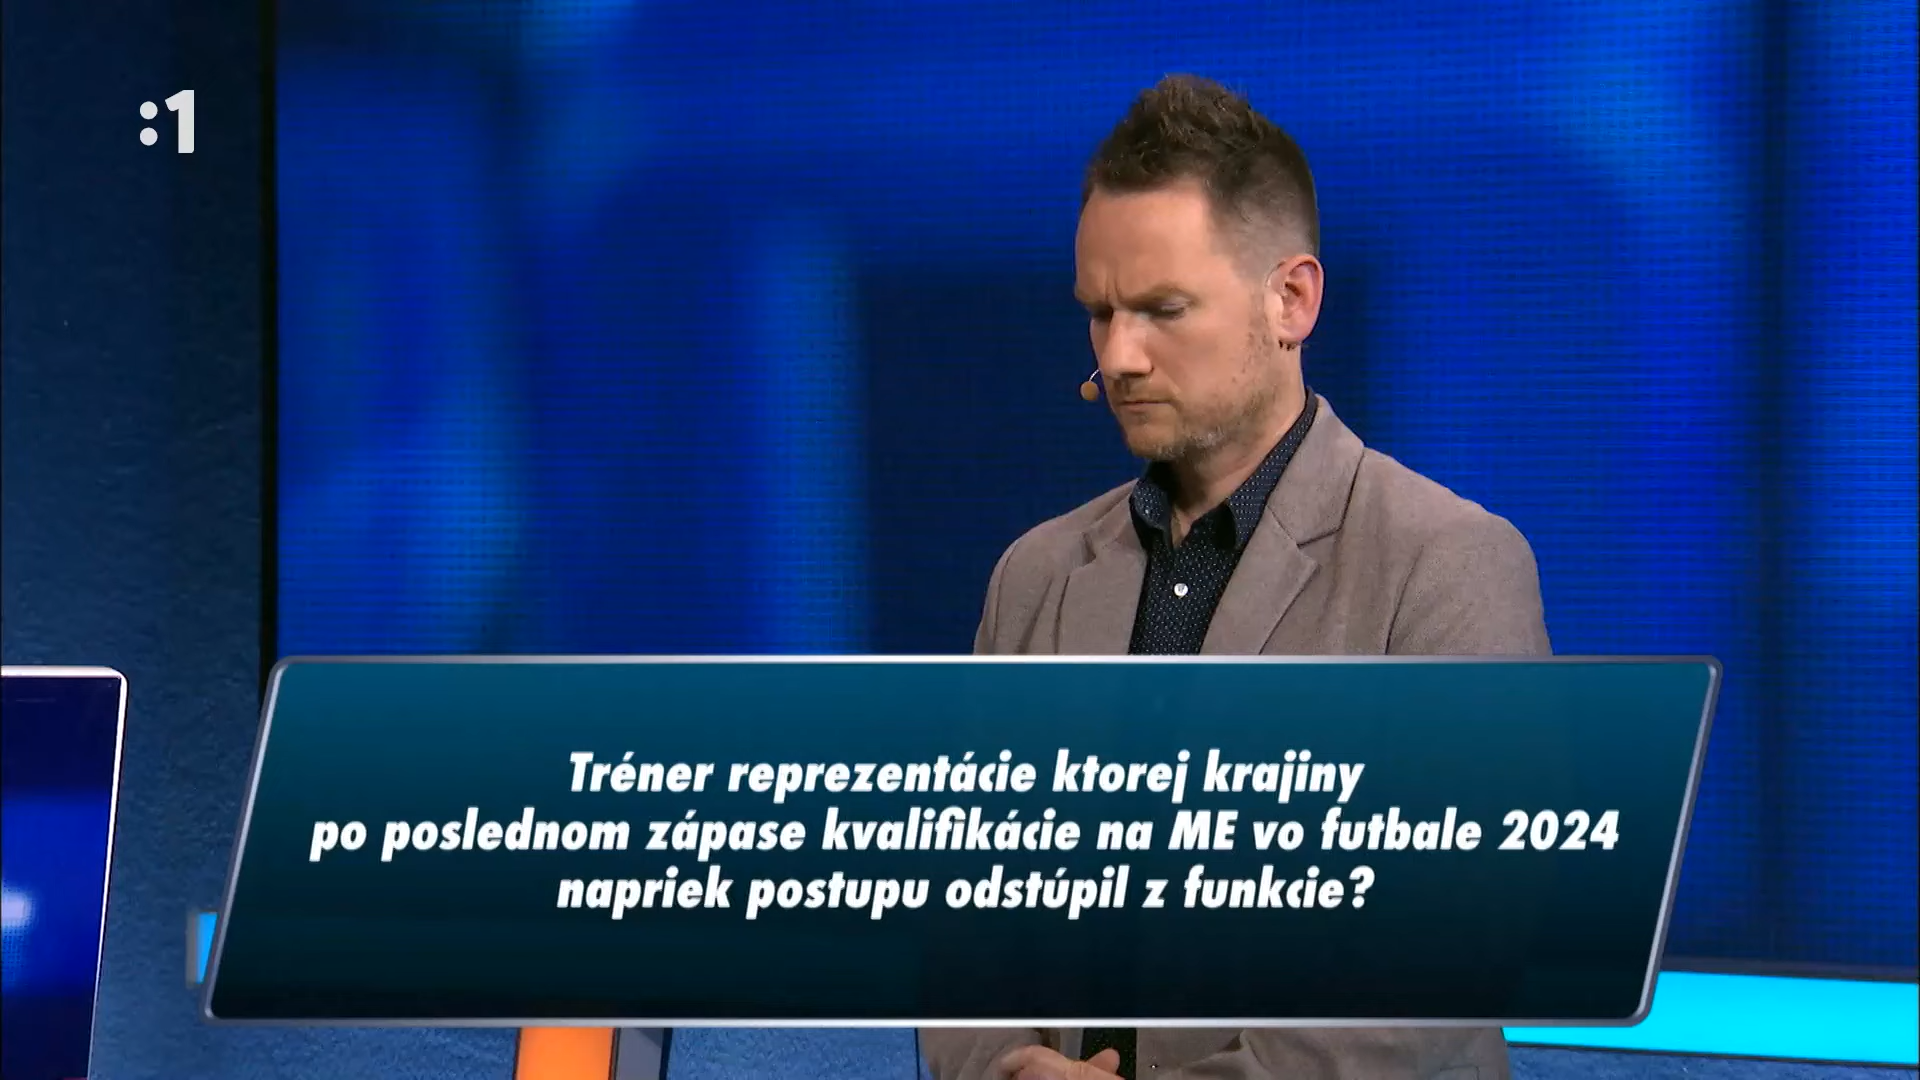 :1
Tréner reprezentácie ktorej krajiny
po poslednom zápase kvalifikácie na ME vo futbale 2024
napriek postupu odstúpil z funkcie?